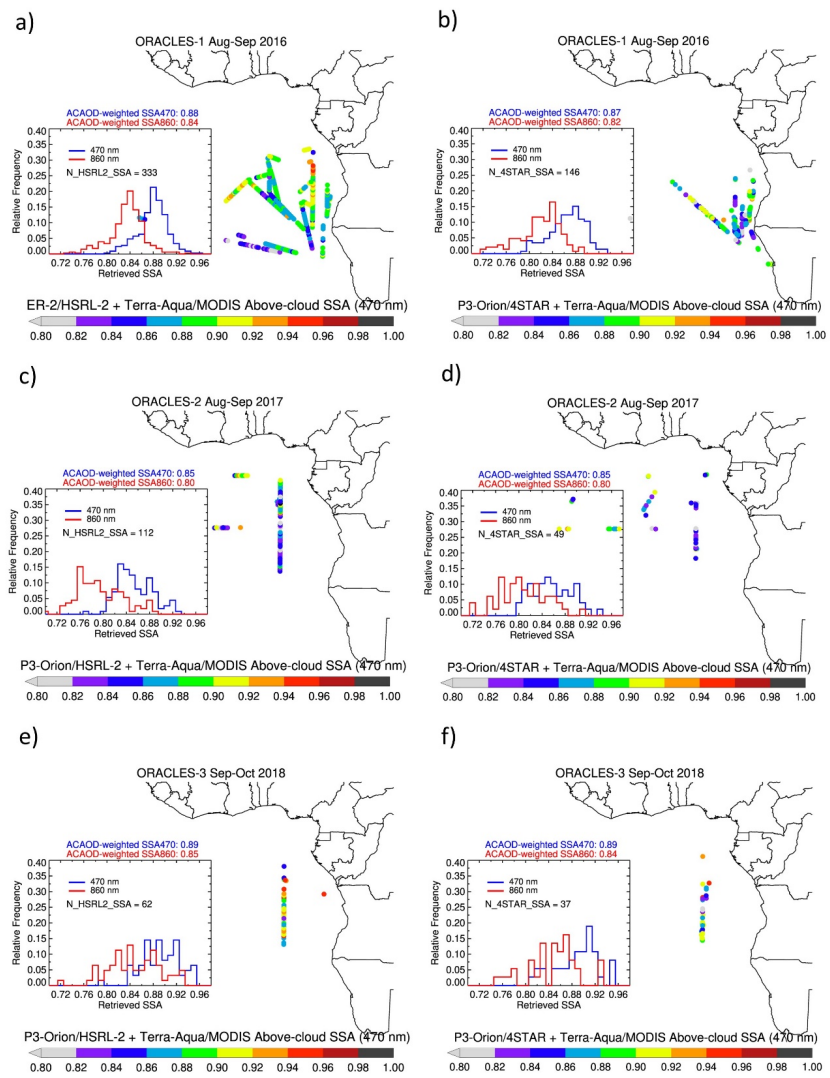 a)
ORACLES-1 Aug-Sep 2016
ACAOD-weighted SSA470: 0.88
ACAOD-weighted SSA860: 0.84
0.40
0.35
0.30
0.25
0.20
0.15
0.10
0.05
0.00
Relative Frequency
470 nm
860 nm
N_HSRL2_SSA = 333
0.72 0.76 0.80 0.84 0.88 0.92 0.96
Retrieved SSA
ER-2/HSRL-2 + Terra-Aqua/MODIS Above-cloud SSA (470 nm)
0.80 0.82 0.84 0.86 0.88 0.90 0.92 0.94 0.96 0.98 1.00
b)
ORACLES-1 Aug-Sep 2016
ACAOD-weighted SSA470: 0.87
ACAOD-weighted SSA860: 0.82
0.40
0.35
0.30
0.25
0.20
0.15
0.10
0.05
0.00
Relative Frequency
470 nm
860 nm
N_4STAR_SSA = 146
0.72 0.76 0.80 0.84 0.88 0.92 0.96
Retrieved SSA
P3-Orion/4STAR + Terra-Aqua/MODIS Above-cloud SSA (470 nm)
0.80 0.82 0.84 0.86 0.88 0.90 0.92 0.94 0.96 0.98 1.00
c)
ORACLES-2 Aug-Sep 2017
ACAOD-weighted SSA470: 0.85
ACAOD-weighted SSA860: 0.80
0.40
0.35
0.30
0.25
0.20
0.15
0.10
0.05
0.00
Relative Frequency
470 nm
860 nm
N_HSRL2_SSA = 112
0.72 0.76 0.80 0.84 0.88 0.92 0.96
Retrieved SSA
P3-Orion/HSRL-2 + Terra-Aqua/MODIS Above-cloud SSA (470 nm)
0.80 0.82 0.84 0.86 0.88 0.90 0.92 0.94 0.96 0.98 1.00
d)
ORACLES-2 Aug-Sep 2017
ACAOD-weighted SSA470: 0.85
ACAOD-weighted SSA860: 0.80
0.40
0.35
0.30
0.25
0.20
0.15
0.10
0.05
0.00
Relative Frequency
470 nm
860 nm
N_4STAR_SSA = 49
0.72 0.76 0.80 0.84 0.88 0.92 0.96
Retrieved SSA
P3-Orion/4STAR + Terra-Aqua/MODIS Above-cloud SSA (470 nm)
0.80 0.82 0.84 0.86 0.88 0.90 0.92 0.94 0.96 0.98 1.00
e)
ORACLES-3 Sep-Oct 2018
ACAOD-weighted SSA470: 0.89
ACAOD-weighted SSA860: 0.85
0.40
0.35
0.30
0.25
0.20
0.15
0.10
0.05
0.00
Relative Frequency
470 nm
860 nm
N_HSRL2_SSA = 62
0.72 0.76 0.80 0.84 0.88 0.92 0.96
Retrieved SSA
P3-Orion/HSRL-2 + Terra-Aqua/MODIS Above-cloud SSA (470 nm)
0.80 0.82 0.84 0.86 0.88 0.90 0.92 0.94 0.96 0.98 1.00
f)
ORACLES-3 Sep-Oct 2018
ACAOD-weighted SSA470: 0.89
ACAOD-weighted SSA860: 0.84
0.40
0.35
0.30
0.25
0.20
0.15
0.10
0.05
0.00
Relative Frequency
470 nm
860 nm
N_4STAR_SSA = 37
0.72 0.76 0.80 0.84 0.88 0.92 0.96
Retrieved SSA
P3-Orion/4STAR + Terra-Aqua/MODIS Above-cloud SSA (470 nm)
0.80 0.82 0.84 0.86 0.88 0.90 0.92 0.94 0.96 0.98 1.00